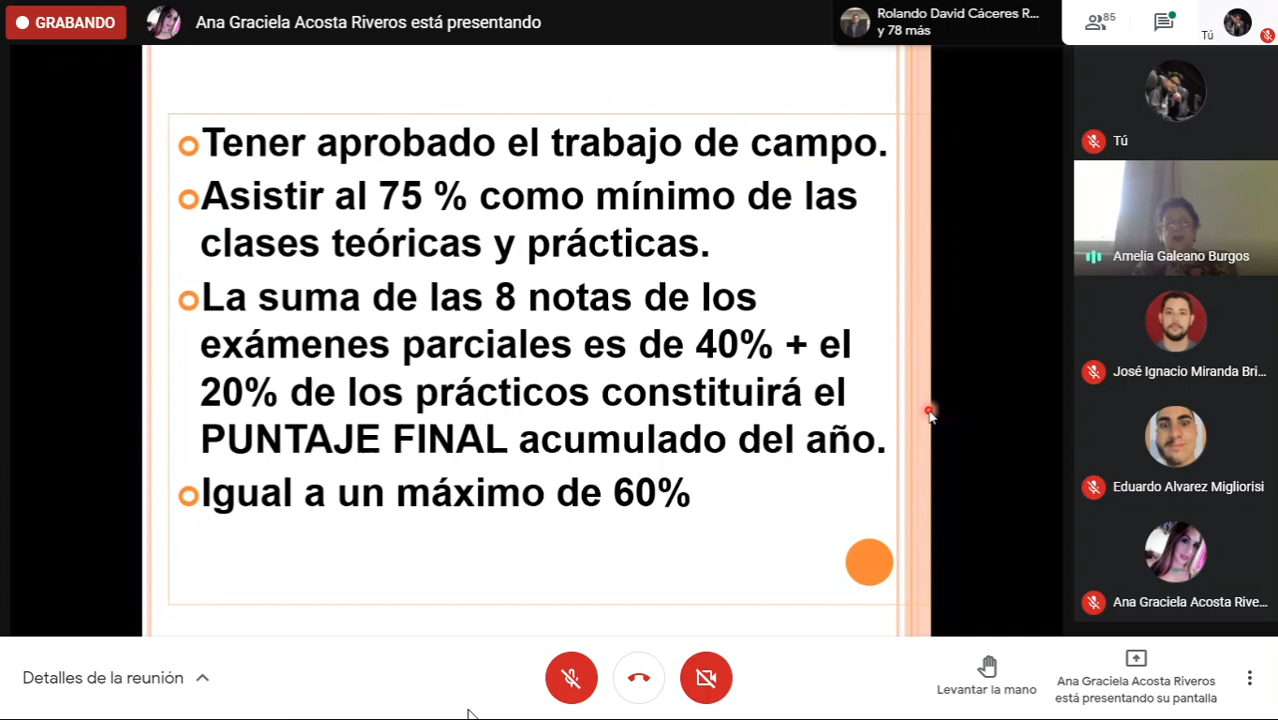 GRABANDO
Ana Graciela Acosta Riveros está presentando
Rolando David Cáceres R...
y 78 más
85
Tú
Tener aprobado el trabajo de campo.
Asistir al 75 % como mínimo de las
clases teóricas y prácticas.
La suma de las 8 notas de los
exámenes parciales es de 40% + el
20% de los prácticos constituirá el
PUNTAJE FINAL acumulado del año.
Igual a un máximo de 60%
Tú
Amelia Galeano Burgos
José Ignacio Miranda Bri...
Eduardo Alvarez Migliorisi
Ana Graciela Acosta Rive...
Detalles de la reunión
Levantar la mano
Ana Graciela Acosta Riveros
está presentando su pantalla